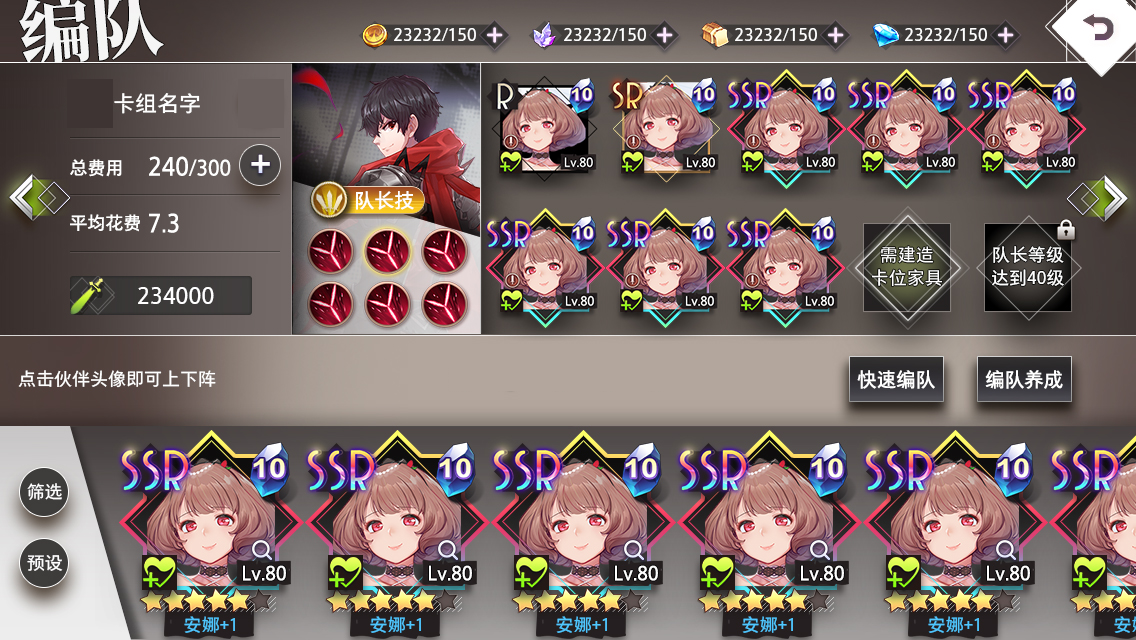 编队
23232/150 + 23232/150 + 23232/150 + 23232/150 +
卡组名字
总费用 240/300 +
平均花费 7.3
234000
队长技
R 10 SR 10 SSR 10 SSR 10 SSR 10
Lv.80 Lv.80 Lv.80 Lv.80 Lv.80
SSR 10 SSR 10 SSR 10
Lv.80 Lv.80 Lv.80
需建造
卡位家具
队长等级
达到40级
点击伙伴头像即可上下阵
快速编队 编队养成
筛选
预设
SSR 10 SSR 10 SSR 10 SSR 10 SSR 10 SSR
Lv.80 Lv.80 Lv.80 Lv.80 Lv.80
安娜+1 安娜+1 安娜+1 安娜+1 安娜+1 安